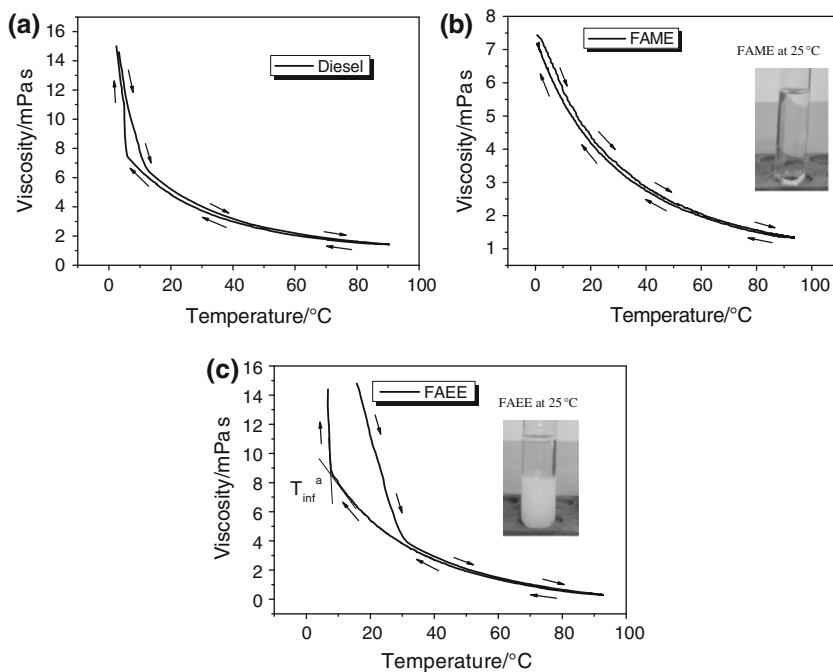 (a)
16
14
12
10
8
6
4
2
0
Viscosity/mPas
Diesel
0 20 40 60 80 100
Temperature/°C
(b)
8
7
6
5
4
3
2
1
Viscosity/mPas
FAME
FAME at 25 °C
0 20 40 60 80 100
Temperature/°C
(c)
16
14
12
10
8
6
4
2
0
Viscosity/mPas
FAEE
FAEE at 25 °C
T inf a
0 20 40 60 80 100
Temperature/°C